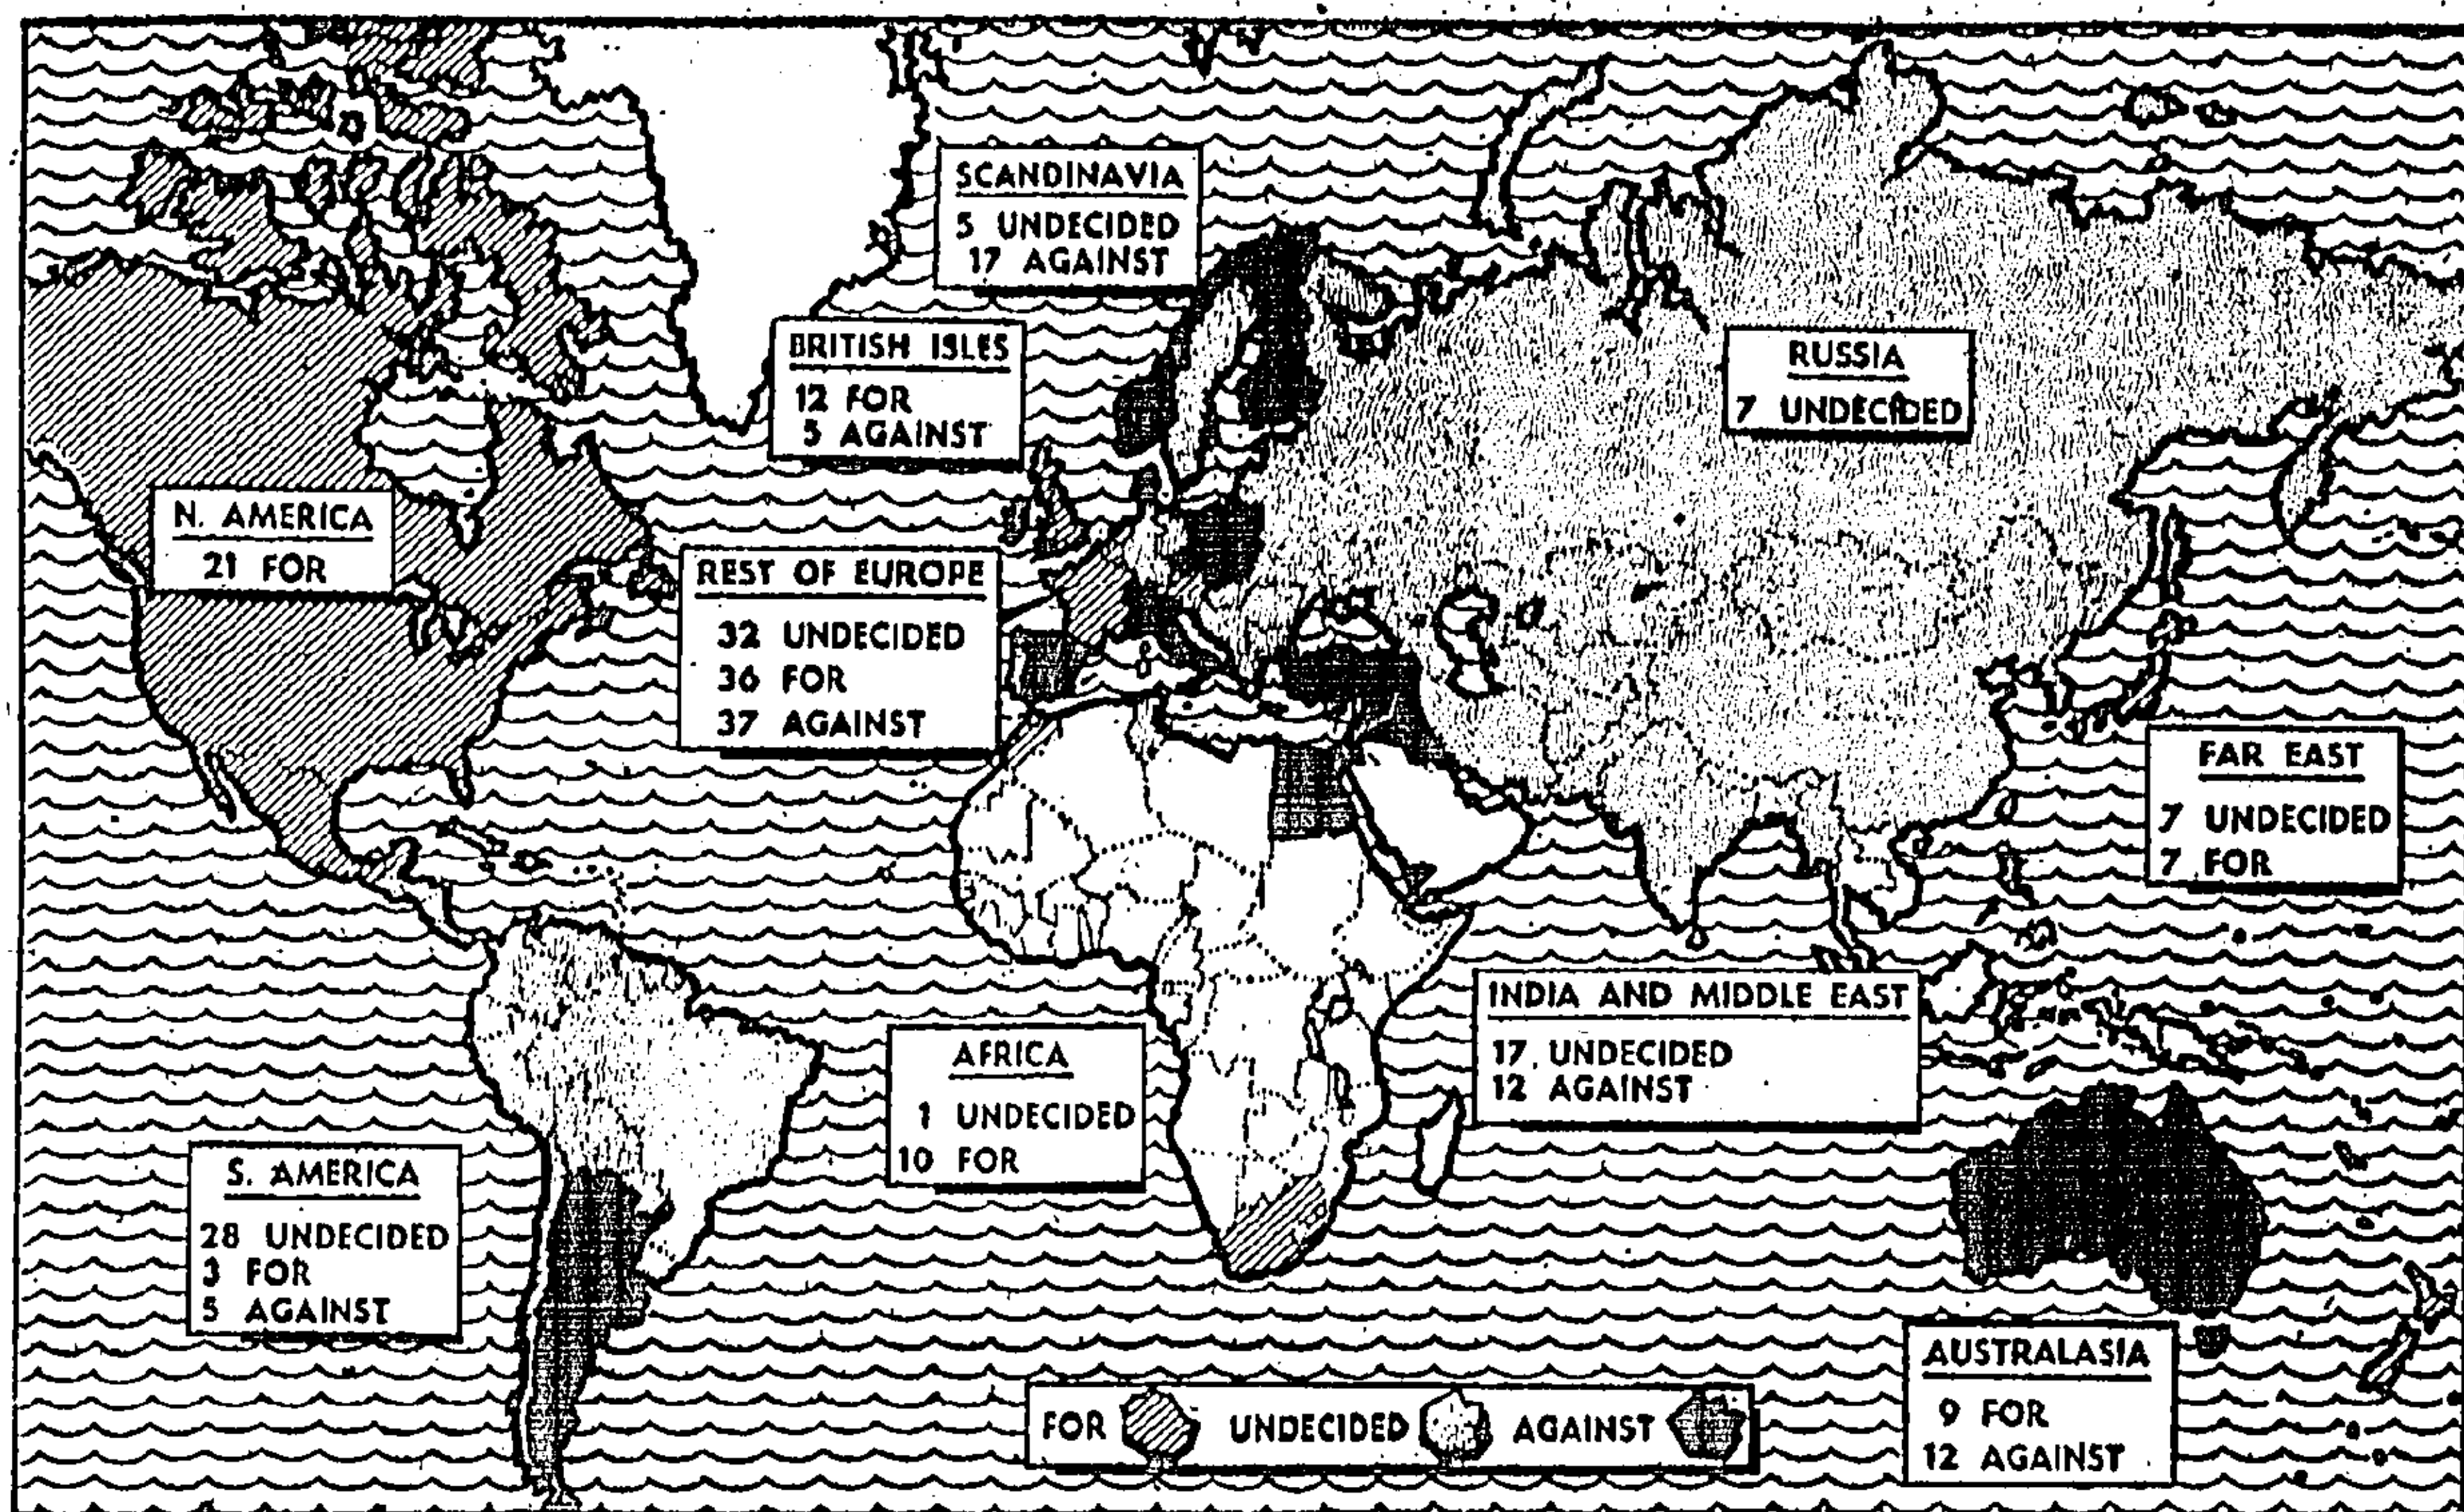 SCANDINAVIA
5 UNDECIDED
17 AGAINST
BRITISH ISLES
12 FOR
5 AGAINST
RUSSIA
7 UNDECIDED
N. AMERICA
21 FOR
REST OF EUROPE
32 UNDECIDED
36 FOR
37 AGAINST
FAR EAST
7 UNDECIDED
7 FOR
INDIA AND MIDDLE EAST
17 UNDECIDED
12 AGAINST
AFRICA
1 UNDECIDED
10 FOR
S. AMERICA
28 UNDECIDED
3 FOR
5 AGAINST
AUSTRALASIA
9 FOR
12 AGAINST
FOR UNDECIDED AGAINST